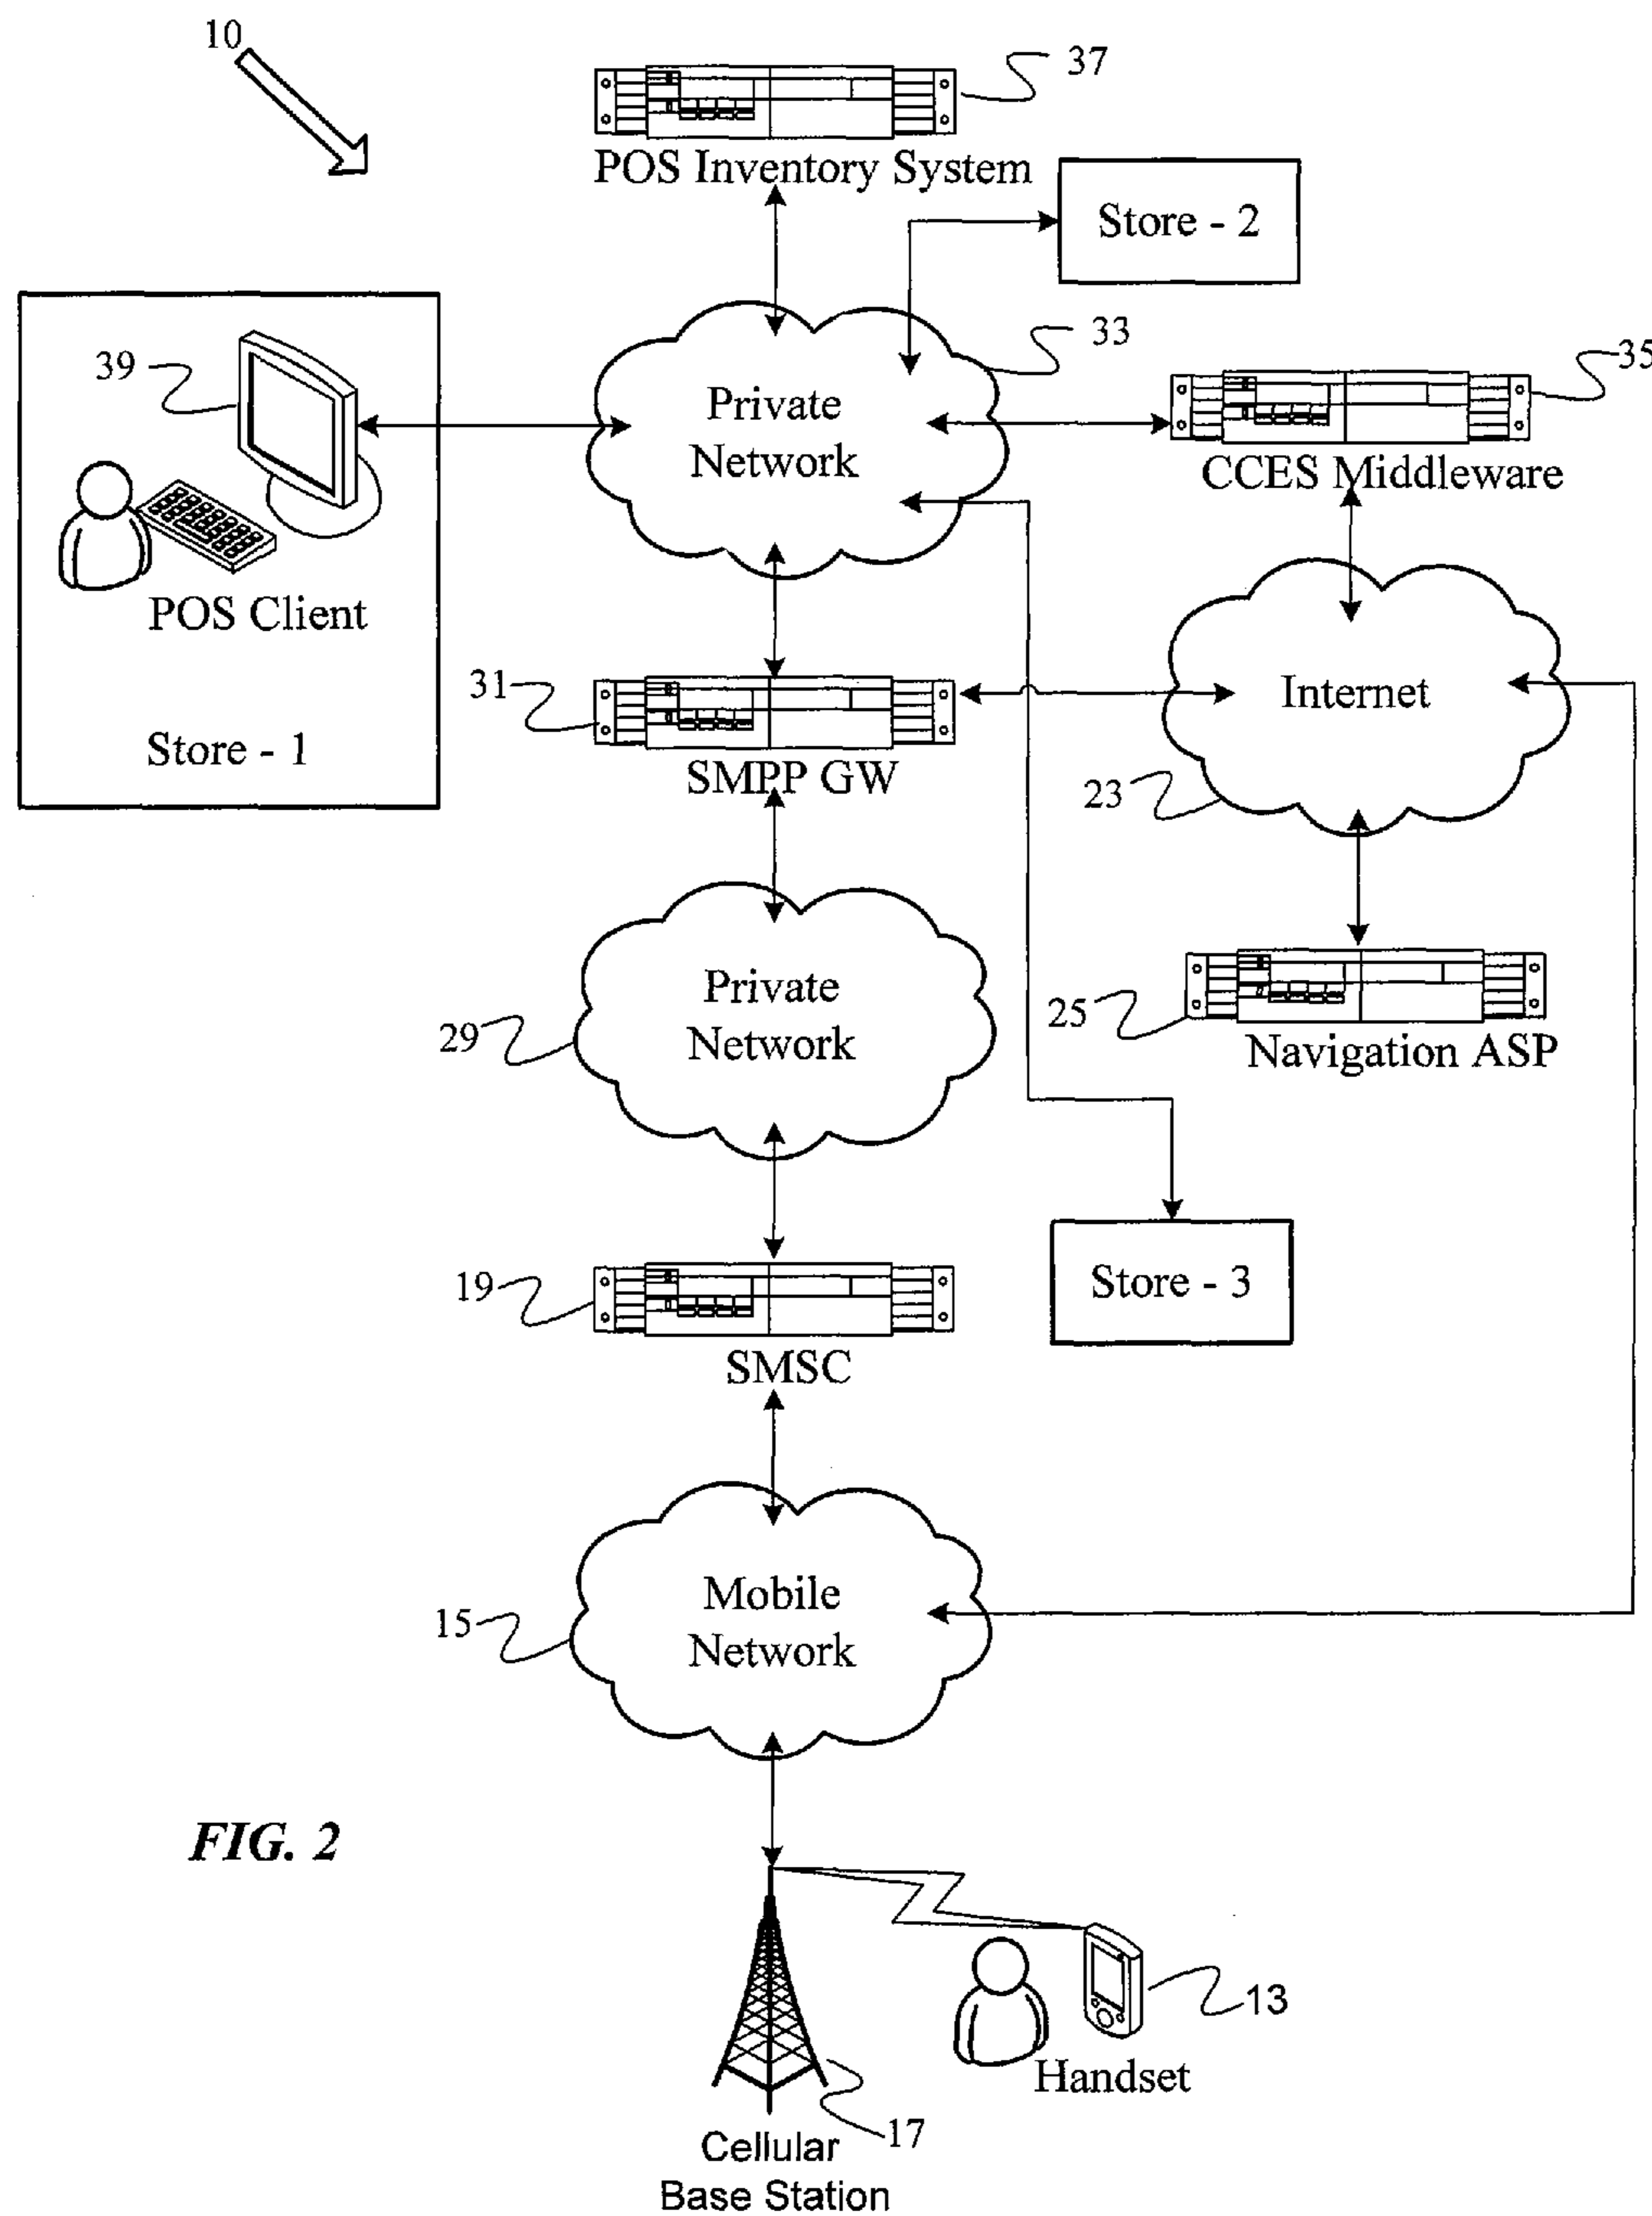 10
37
POS Inventory System
Store - 2
33
35
39
Private
Network
CCES Middleware
POS Client
31
Internet
Store - 1
SMPP GW
23
Private
Network
29
25
Navigation ASP
19
Store - 3
SMSC
Mobile
Network
15
FIG. 2
13
Handset
17
Cellular
Base Station